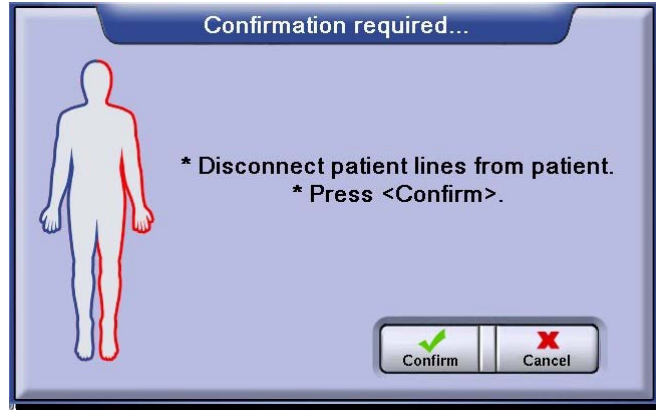 Confirmation required...
* Disconnect patient lines from patient.
* Press <Confirm>.
Confirm
Cancel